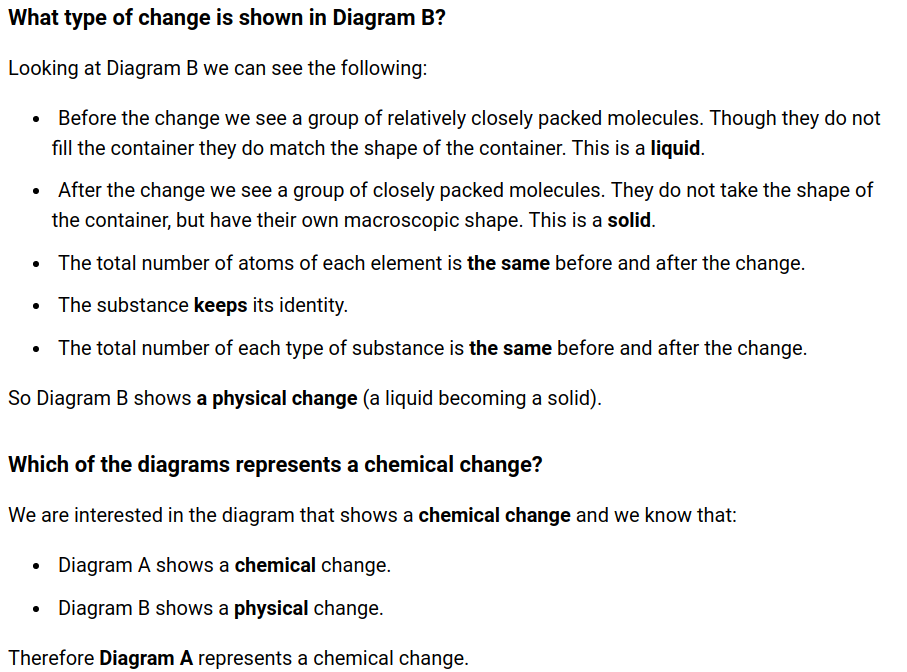 What type of change is shown in Diagram B?
Looking at Diagram B we can see the following:
• Before the change we see a group of relatively closely packed molecules. Though they do not
fill the container they do match the shape of the container. This is a liquid.
• After the change we see a group of closely packed molecules. They do not take the shape of
the container, but have their own macroscopic shape. This is a solid.
• The total number of atoms of each element is the same before and after the change.
• The substance keeps its identity.
• The total number of each type of substance is the same before and after the change.
So Diagram B shows a physical change (a liquid becoming a solid).
Which of the diagrams represents a chemical change?
We are interested in the diagram that shows a chemical change and we know that:
• Diagram A shows a chemical change.
• Diagram B shows a physical change.
Therefore Diagram A represents a chemical change.